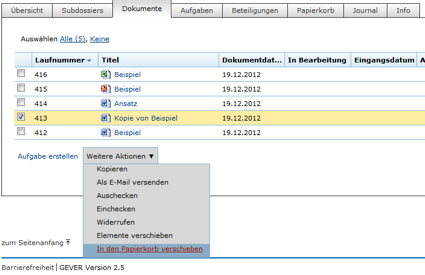 Übersicht Subdossiers Dokumente Aufgaben Beteiligungen Papierkorb Journal Info
Auswählen Alle (5), Keine
Laufnummer Titel Dokumentdat... In Bearbeitung Eingangsdatum A
416 Beispiel 19.12.2012
415 Beispiel 19.12.2012
414 Ansatz 19.12.2012
413 Kopie von Beispiel 19.12.2012
412 Beispiel 19.12.2012
Aufgabe erstellen Weitere Aktionen ▼
Kopieren
Als E-Mail versenden
Auschecken
Einchecken
Widerrufen
Elemente verschieben
zum Seitenanfang
In den Papierkorb verschieben
Barrierefreiheit | GEVER Version 2.5